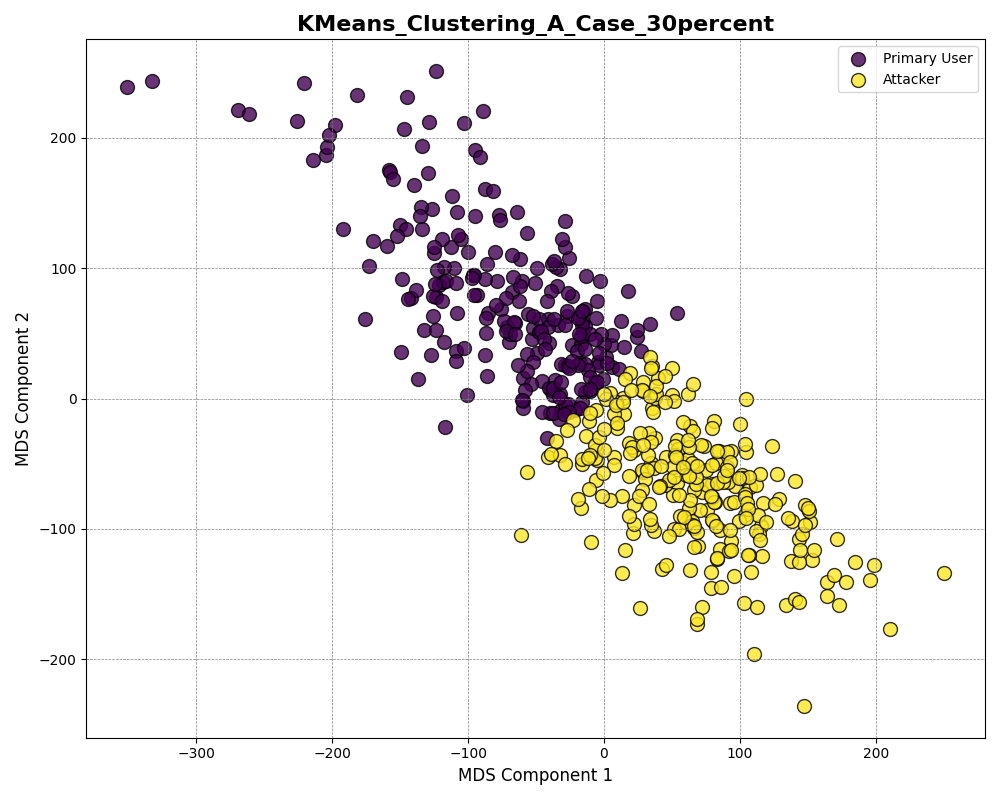 KMeans_Clustering_A_Case_30percent
Primary User
Attacker
200
100
0
−100
−200
MDS Component 2
−300
−200
−100
0
100
200
MDS Component 1